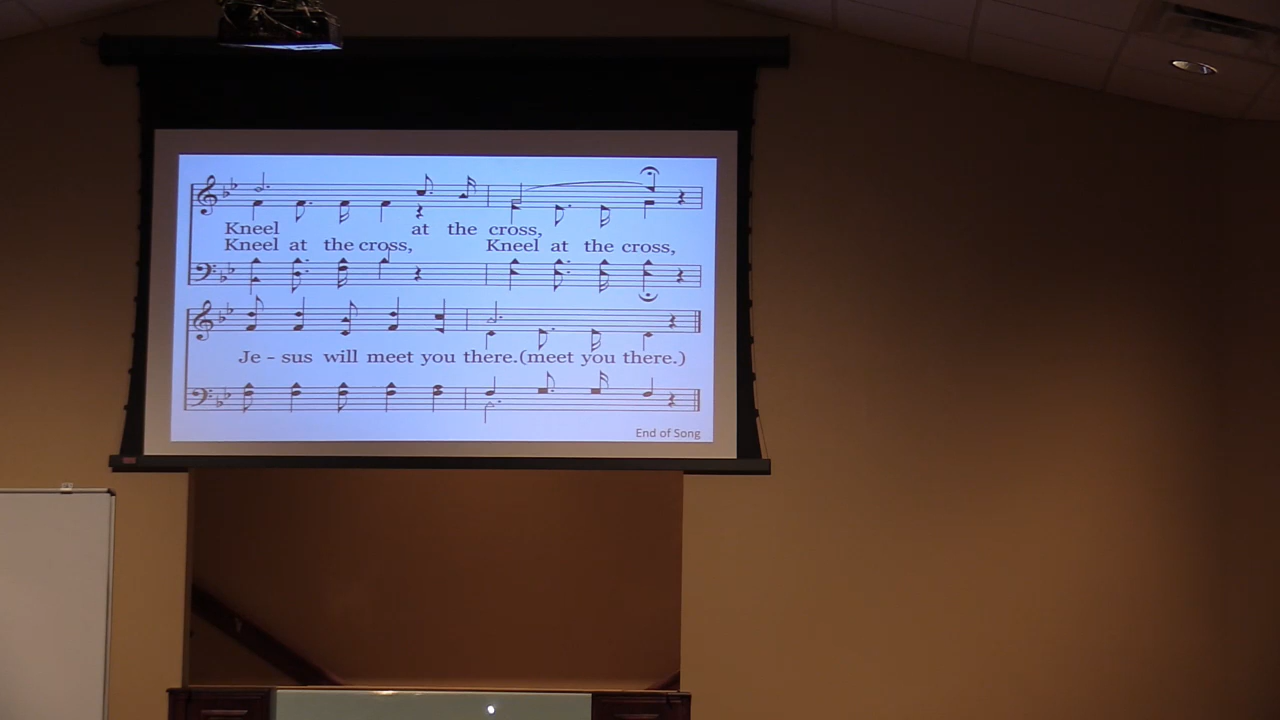 Kneel at the cross,
Kneel at the cross, Kneel at the cross,
Je - sus will meet you there.(meet you there.)
End of Song